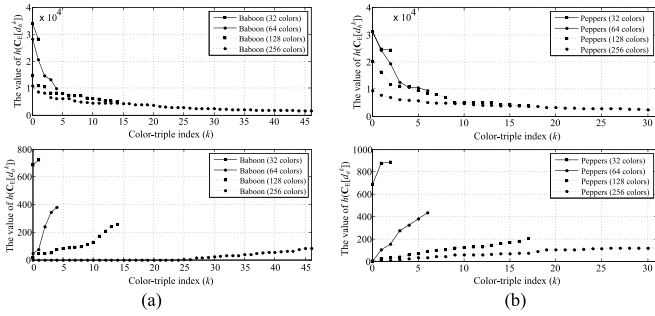 x 10⁴
4
3
2
1
0
0 5 10 15 20 25 30 35 40 45
Baboon (32 colors)
Baboon (64 colors)
Baboon (128 colors)
Baboon (256 colors)
Color-triple index (k)
x 10⁴
4
3
2
1
0
0 5 10 15 20 25 30
Peppers (32 colors)
Peppers (64 colors)
Peppers (128 colors)
Peppers (256 colors)
Color-triple index (k)
800
600
400
200
0
0 5 10 15 20 25 30 35 40 45
Baboon (32 colors)
Baboon (64 colors)
Baboon (128 colors)
Baboon (256 colors)
Color-triple index (k)
1000
800
600
400
200
0
0 5 10 15 20 25 30
Peppers (32 colors)
Peppers (64 colors)
Peppers (128 colors)
Peppers (256 colors)
Color-triple index (k)
(a)
(b)